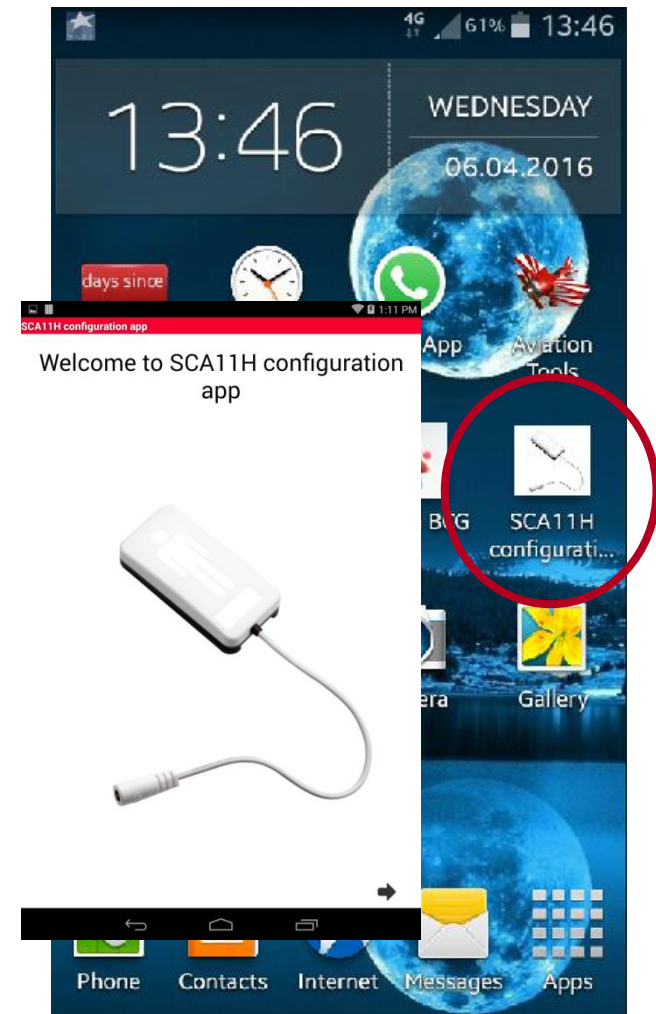 4G 61% 13:46
13:46
WEDNESDAY
06.04.2016
days since
App
Aviation
Tools
1:11 PM
SCA11H configuration app
Welcome to SCA11H configuration
app
BCG
SCA11H
configurati...
era
Gallery
Phone
Contacts
Internet
Messages
Apps